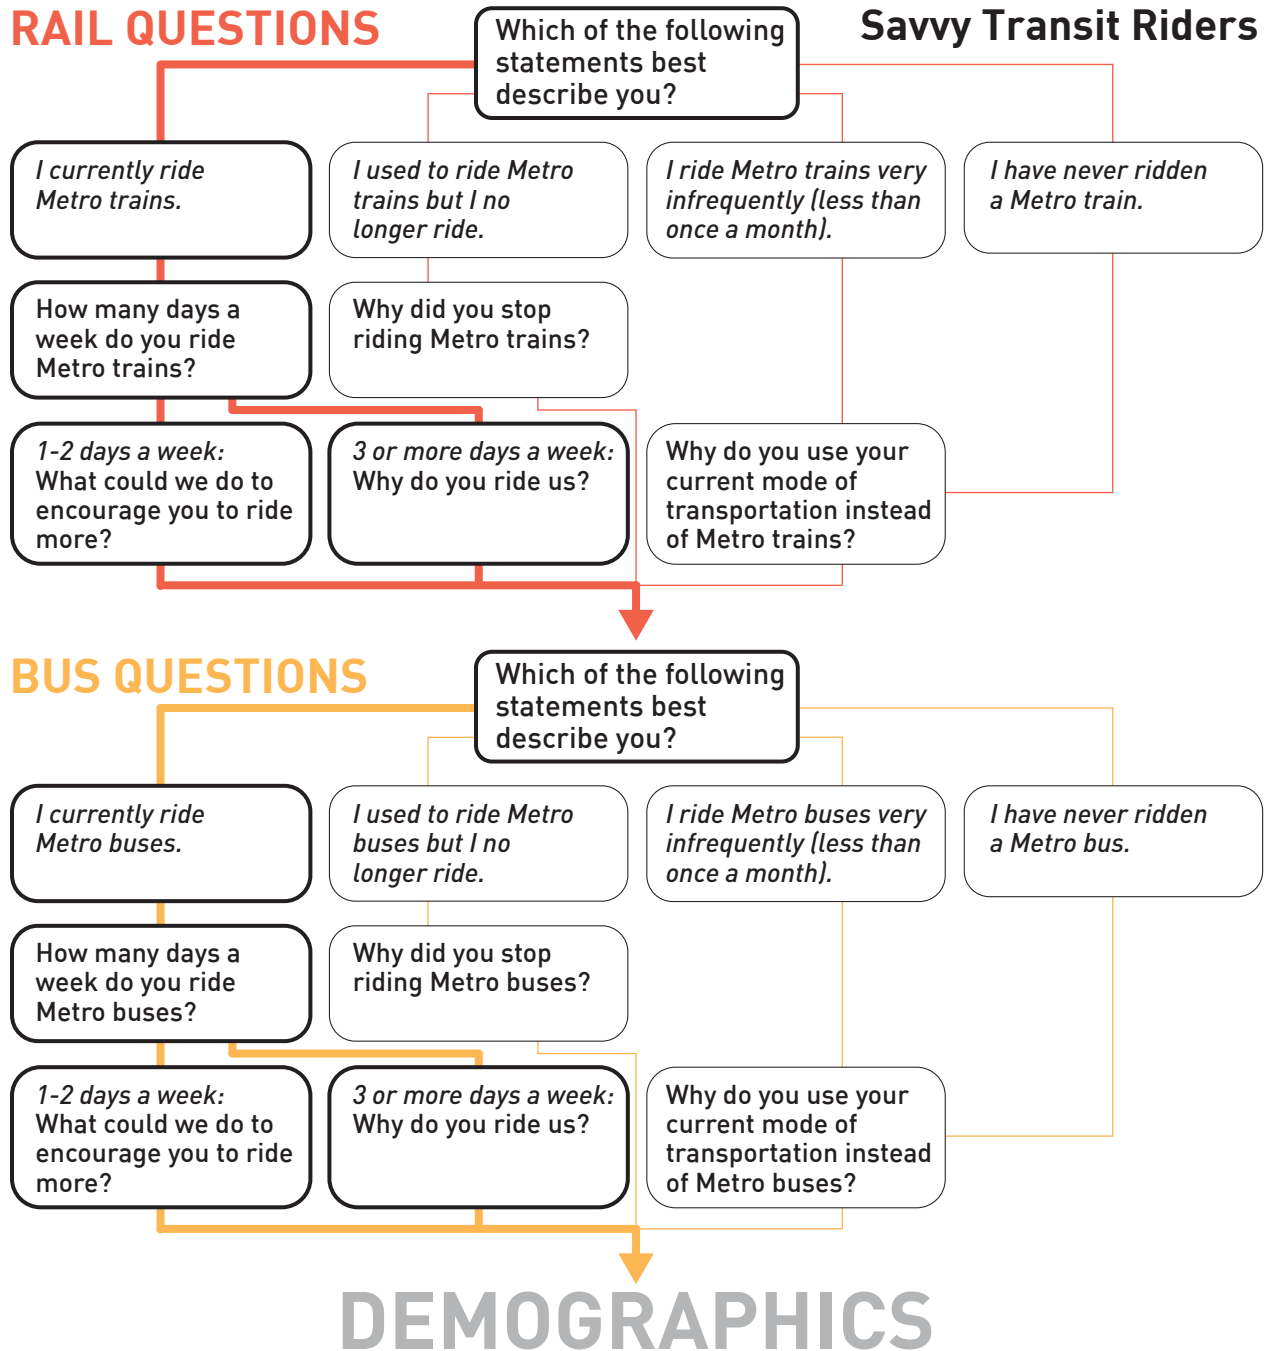 RAIL QUESTIONS
Savvy Transit Riders
Which of the following
statements best
describe you?
I currently ride
Metro trains.
I used to ride Metro
trains but I no
longer ride.
I ride Metro trains very
infrequently (less than
once a month).
I have never ridden
a Metro train.
How many days a
week do you ride
Metro trains?
Why did you stop
riding Metro trains?
1-2 days a week:
What could we do to
encourage you to ride
more?
3 or more days a week:
Why do you ride us?
Why do you use your
current mode of
transportation instead
of Metro trains?
BUS QUESTIONS
Which of the following
statements best
describe you?
I currently ride
Metro buses.
I used to ride Metro
buses but I no
longer ride.
I ride Metro buses very
infrequently (less than
once a month).
I have never ridden
a Metro bus.
How many days a
week do you ride
Metro buses?
Why did you stop
riding Metro buses?
1-2 days a week:
What could we do to
encourage you to ride
more?
3 or more days a week:
Why do you ride us?
Why do you use your
current mode of
transportation instead
of Metro buses?
DEMOGRAPHICS